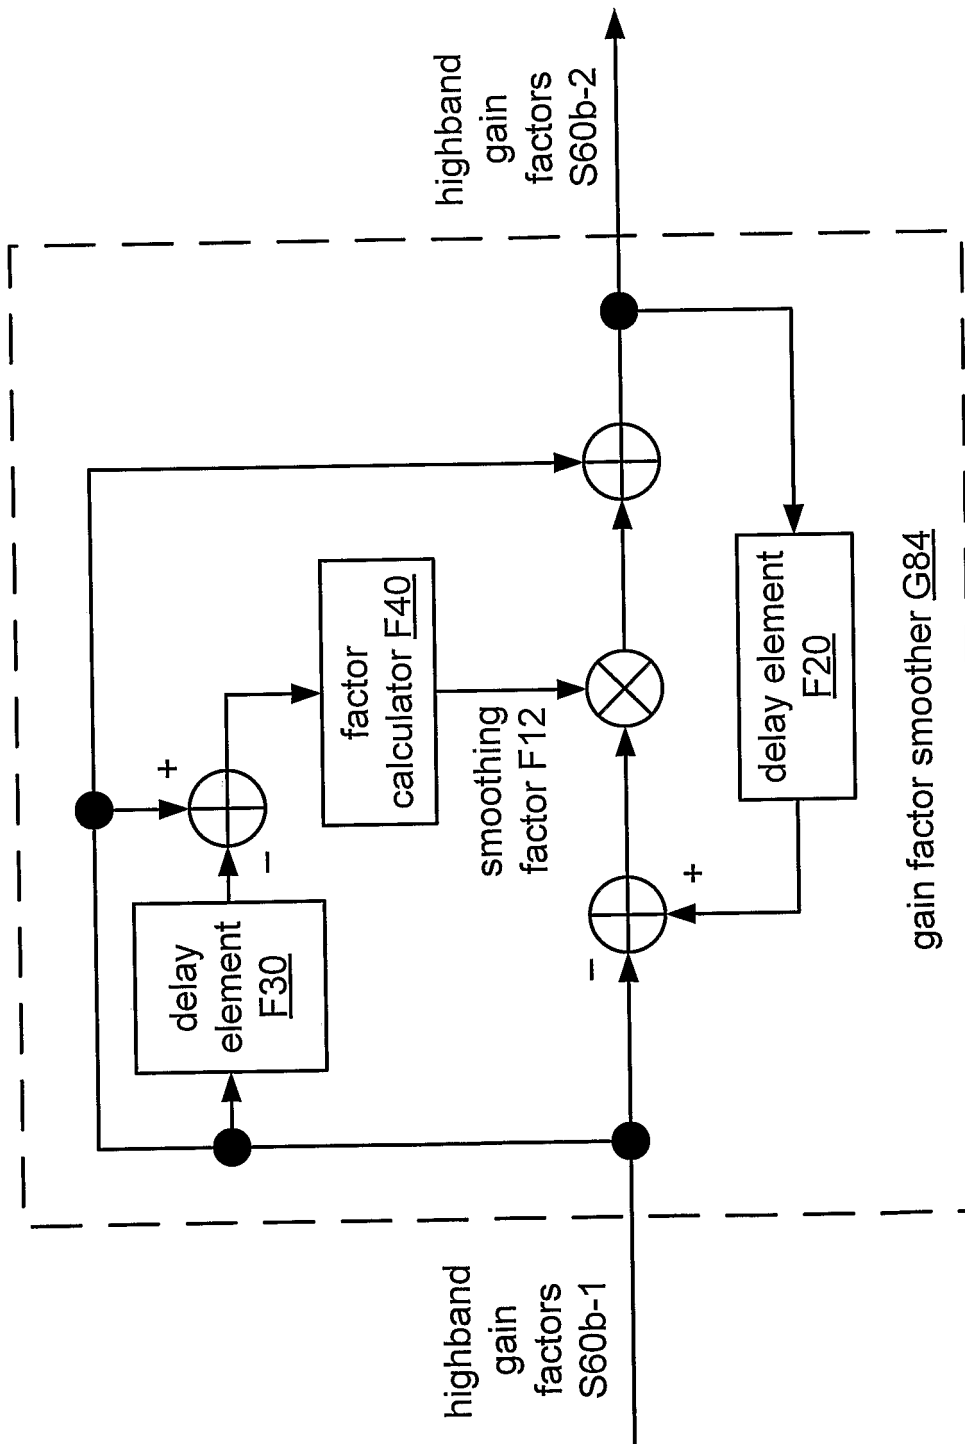 highband
gain
factors
S60b-2
+
−
delay
element
F30
factor
calculator F40
smoothing
factor F12
−
+
delay element
F20
gain factor smoother G84
highband
gain
factors
S60b-1